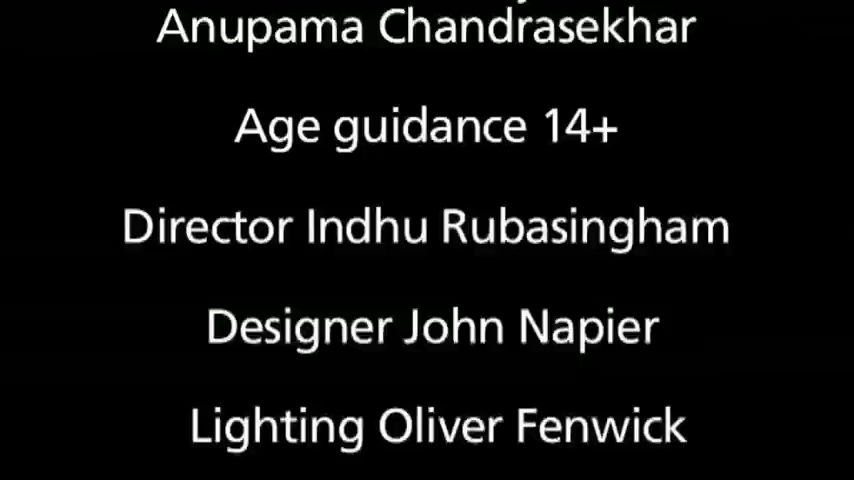 Anupama Chandrasekhar
Age guidance 14+
Director Indhu Rubasingham
Designer John Napier
Lighting Oliver Fenwick